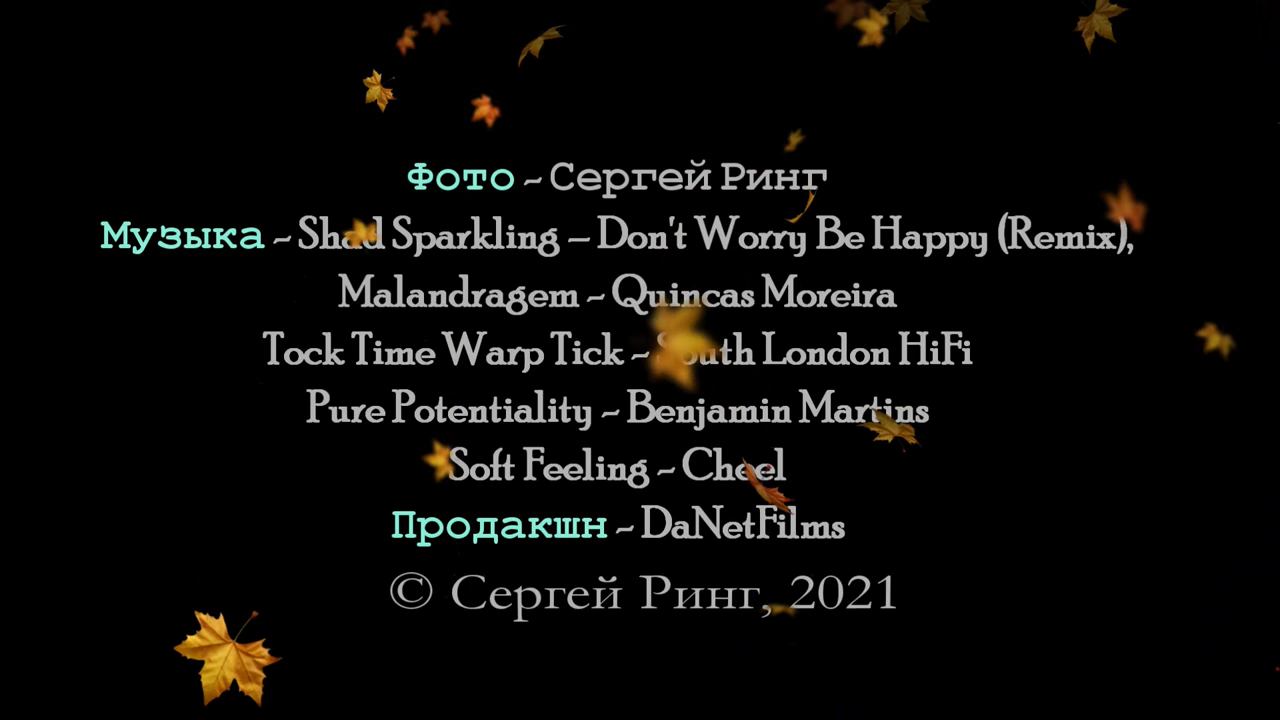 Фото - Сергей Ринг
Музыка - Shad Sparkling – Don't Worry Be Happy (Remix),
Malandragem - Quincas Moreira
Tock Time Warp Tick - South London HiFi
Pure Potentiality - Benjamin Martins
Soft Feeling - Cheel
Продакшн - DaNetFilms
© Сергей Ринг, 2021